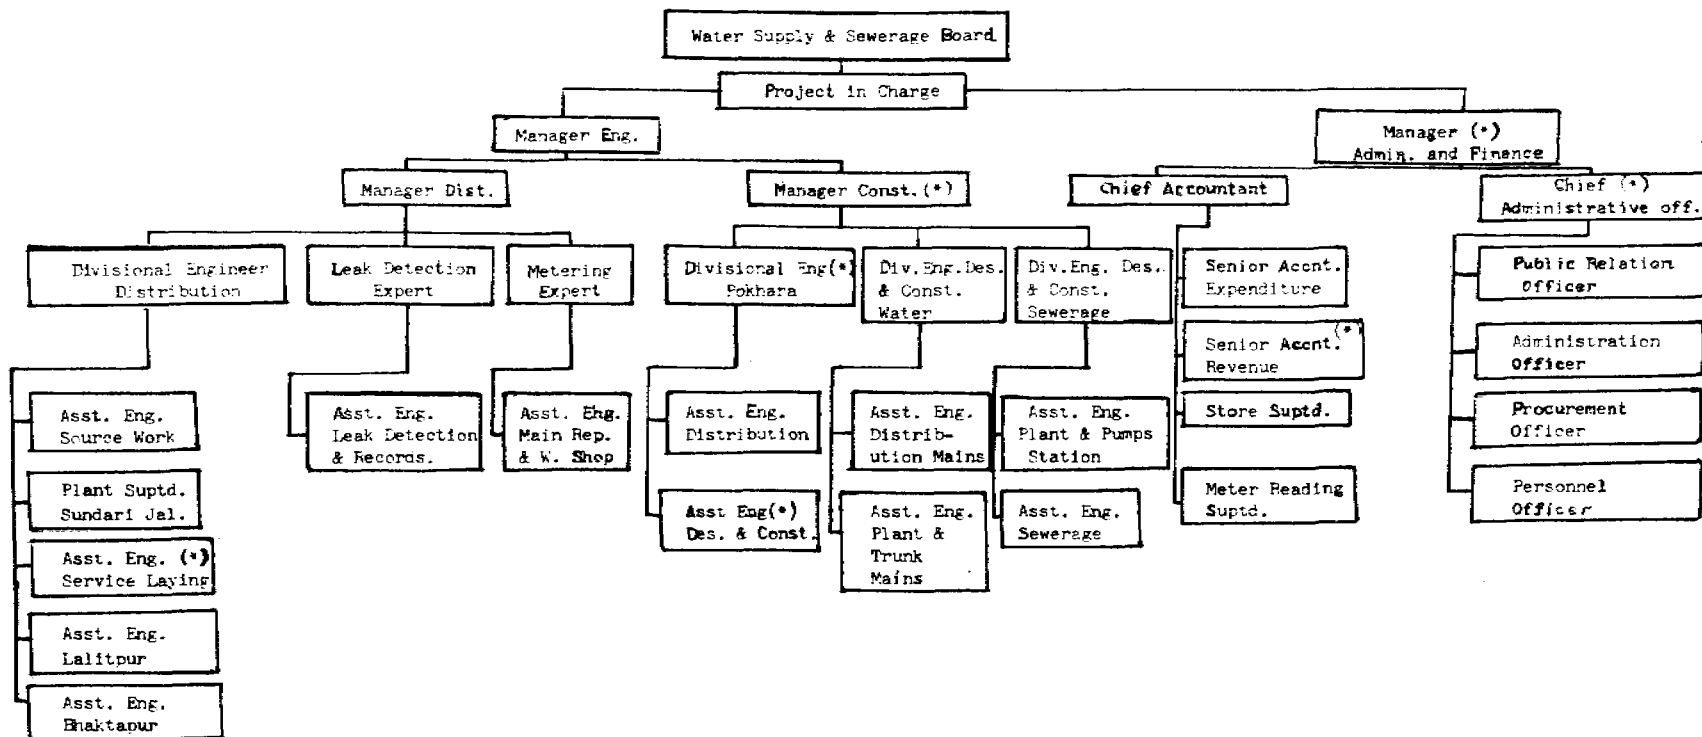 Water Supply & Sewerage Board
Project in Charge
Manager Eng.
Manager (*)
Admin. and Finance
Manager Dist.
Manager Const.(*)
Chief Accountant
Chief (*)
Administrative off.
Divisional Engineer
Distribution
Leak Detection
Expert
Metering
Expert
Divisional Eng(*)
Pokhara
Div.Eng.Des.
& Const.
Water
Div.Eng. Des.
& Const.
Sewerage
Senior Accnt.
Expenditure
Public Relation
Officer
Senior Accnt.(*)
Revenue
Administration
Officer
Asst. Eng.
Source Work
Asst. Eng.
Leak Detection
& Records.
Asst. Eng.
Main Rep.
& W. Shop
Asst. Eng.
Distribution
Asst. Eng.
Distrib-
ution Mains
Asst. Eng.
Plant & Pumps
Station
Store Suptd.
Procurement
Officer
Plant Suptd.
Sundari Jal.
Asst Eng(*)
Des. & Const.
Asst. Eng.
Plant &
Trunk
Mains
Asst. Eng.
Sewerage
Meter Reading
Suptd.
Personnel
Officer
Asst. Eng. (*)
Service Laying
Asst. Eng.
Lalitpur
Asst. Eng.
Bhaktapur